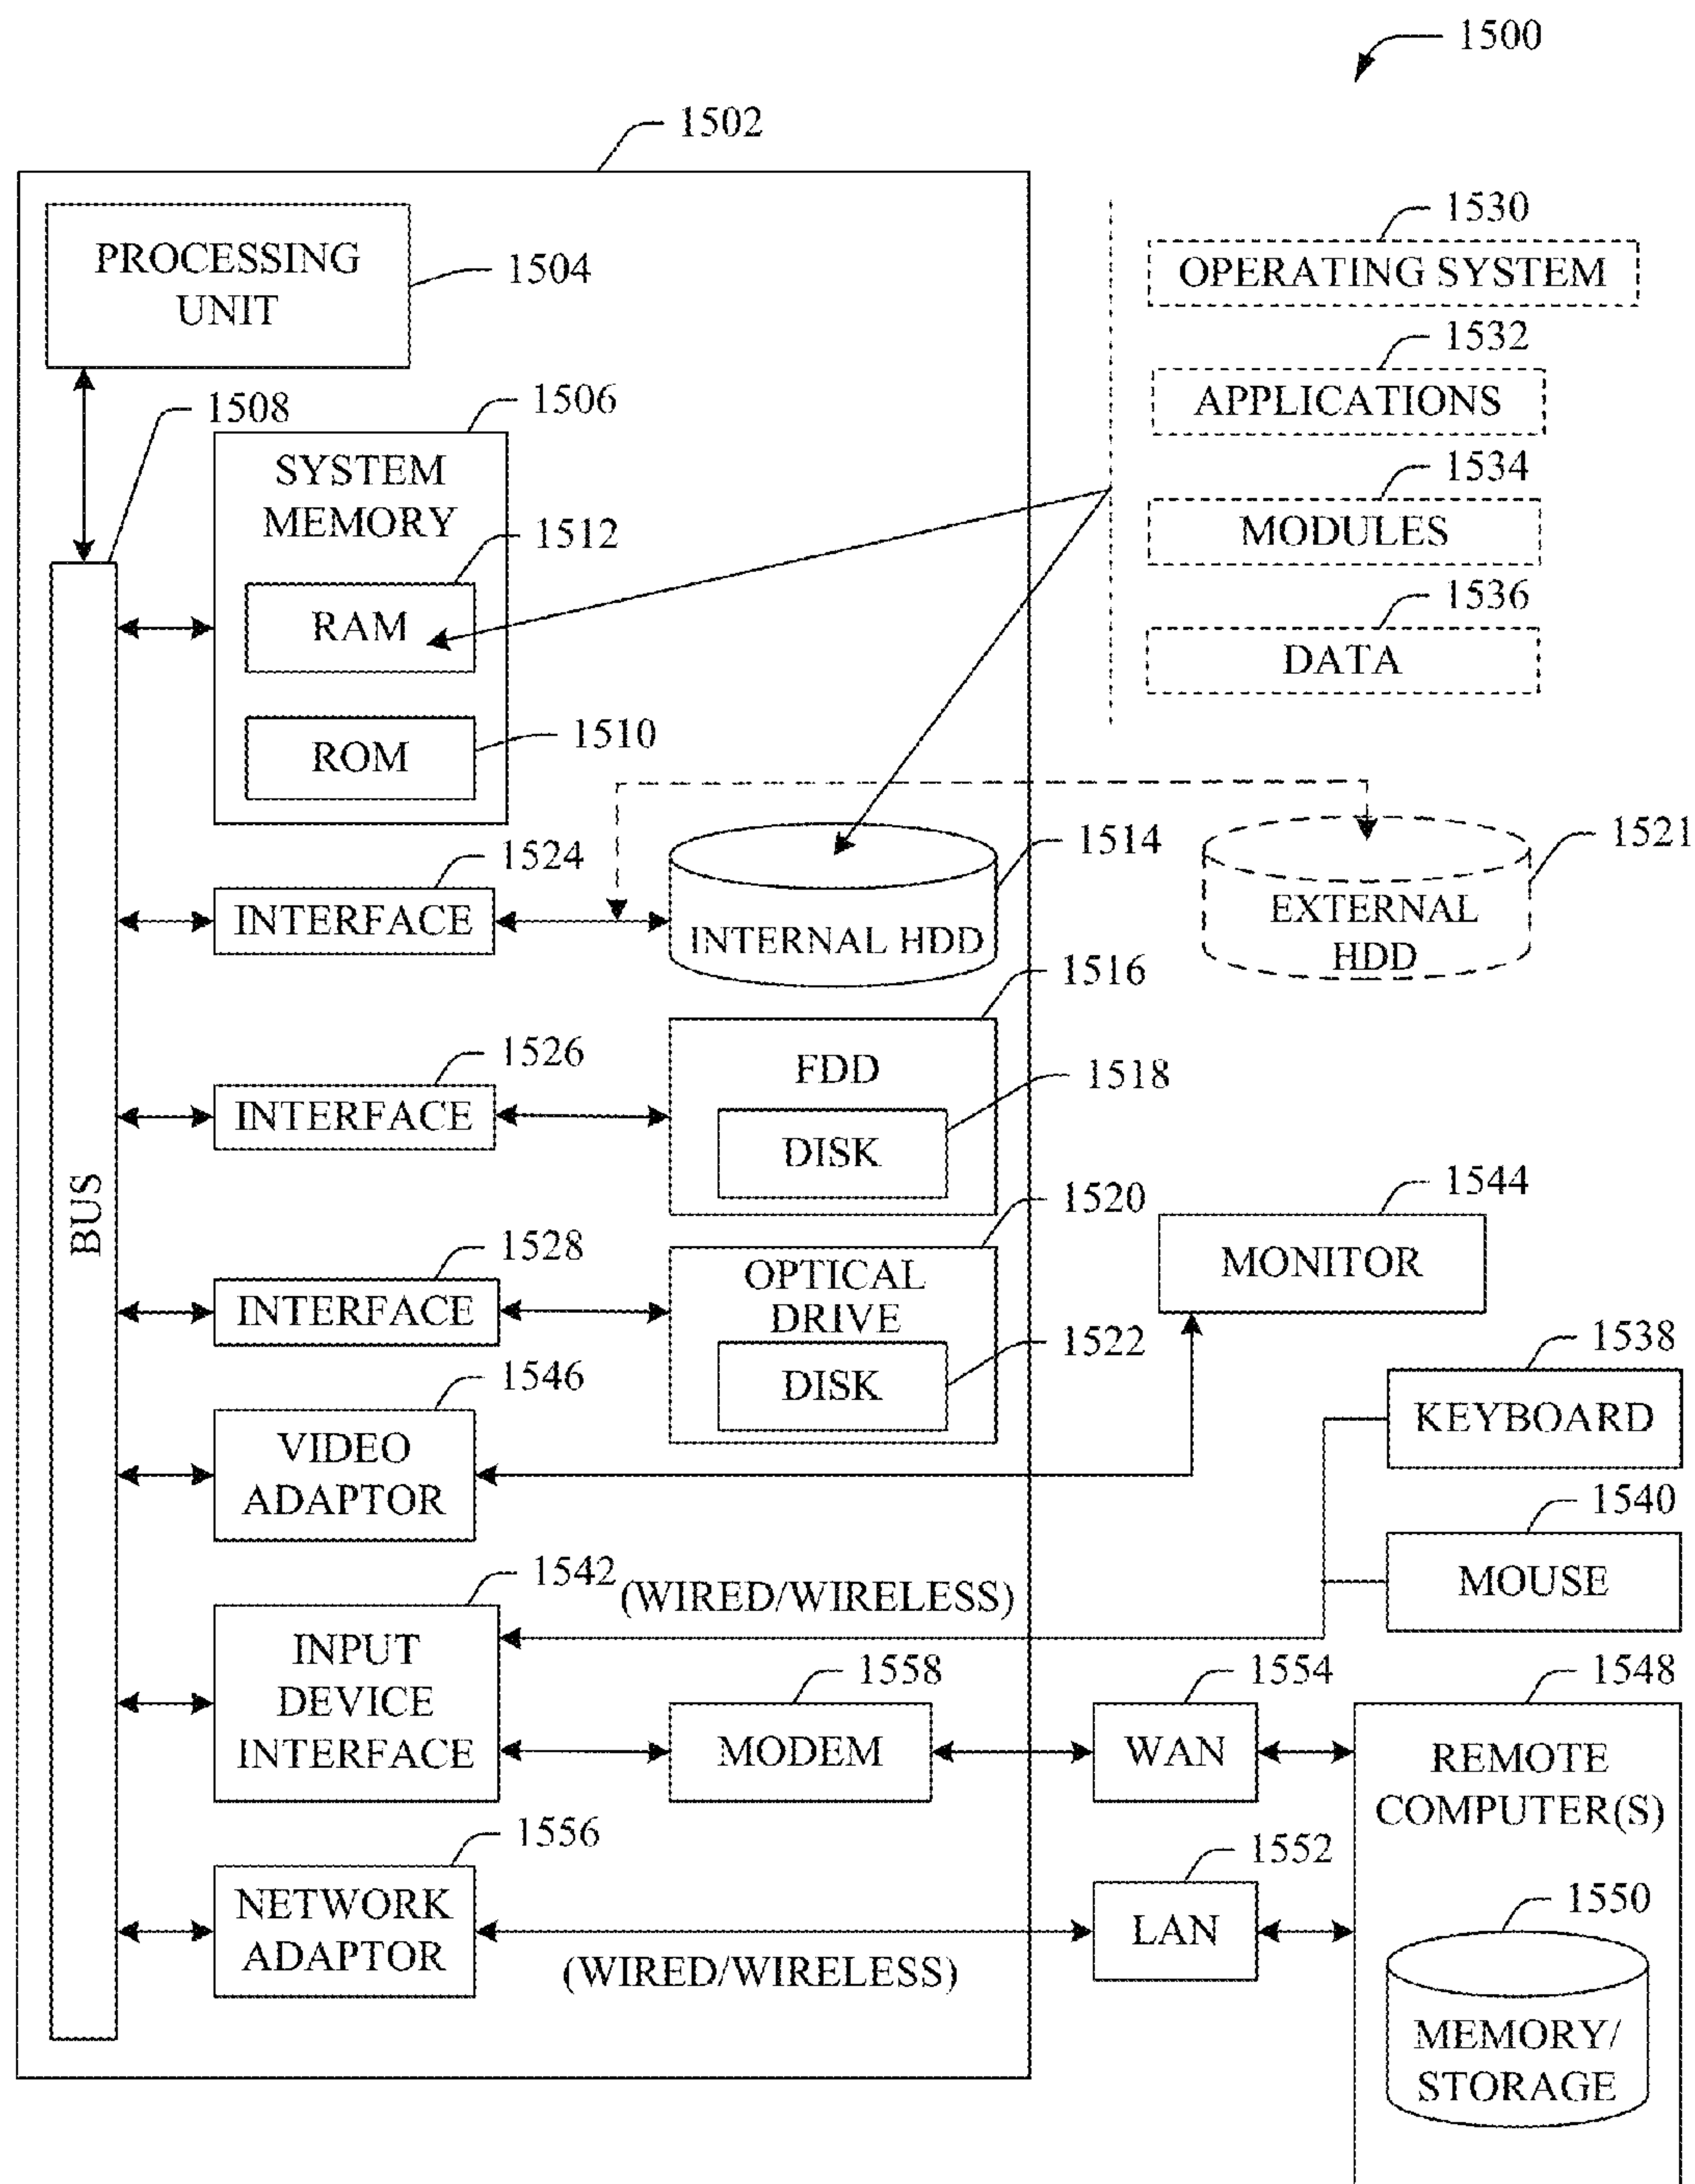 1500
1502
PROCESSING
UNIT
1504
1530
OPERATING SYSTEM
1532
APPLICATIONS
1534
MODULES
1536
DATA
1508
1506
SYSTEM
MEMORY
1512
RAM
1510
ROM
1524
INTERFACE
1514
INTERNAL HDD
1521
EXTERNAL
HDD
1516
FDD
1518
DISK
1526
INTERFACE
BUS
1520
OPTICAL
DRIVE
1522
DISK
1528
INTERFACE
1544
MONITOR
1546
VIDEO
ADAPTOR
1538
KEYBOARD
1540
MOUSE
1542
(WIRED/WIRELESS)
INPUT
DEVICE
INTERFACE
1558
MODEM
1554
WAN
1548
REMOTE
COMPUTER(S)
1556
NETWORK
ADAPTOR
(WIRED/WIRELESS)
1552
LAN
1550
MEMORY/
STORAGE